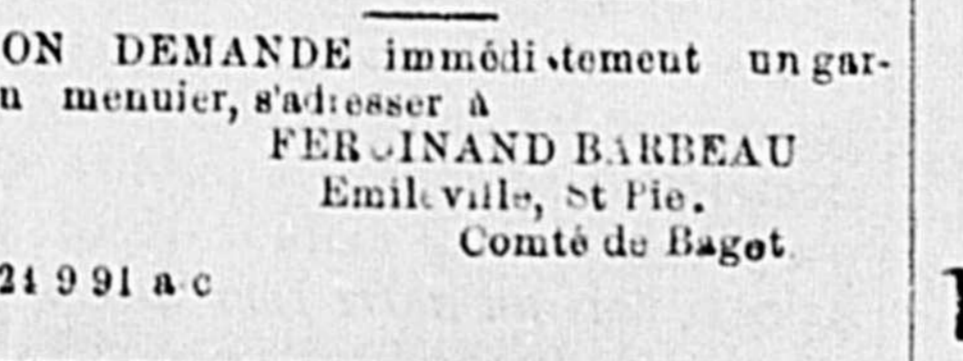 ON DEMANDE immédiatement un gar-
n menuier, s'adresser à
FERDINAND BARBEAU
Emileville, St Pie.
Comté de Bagot
24 9 91 a c